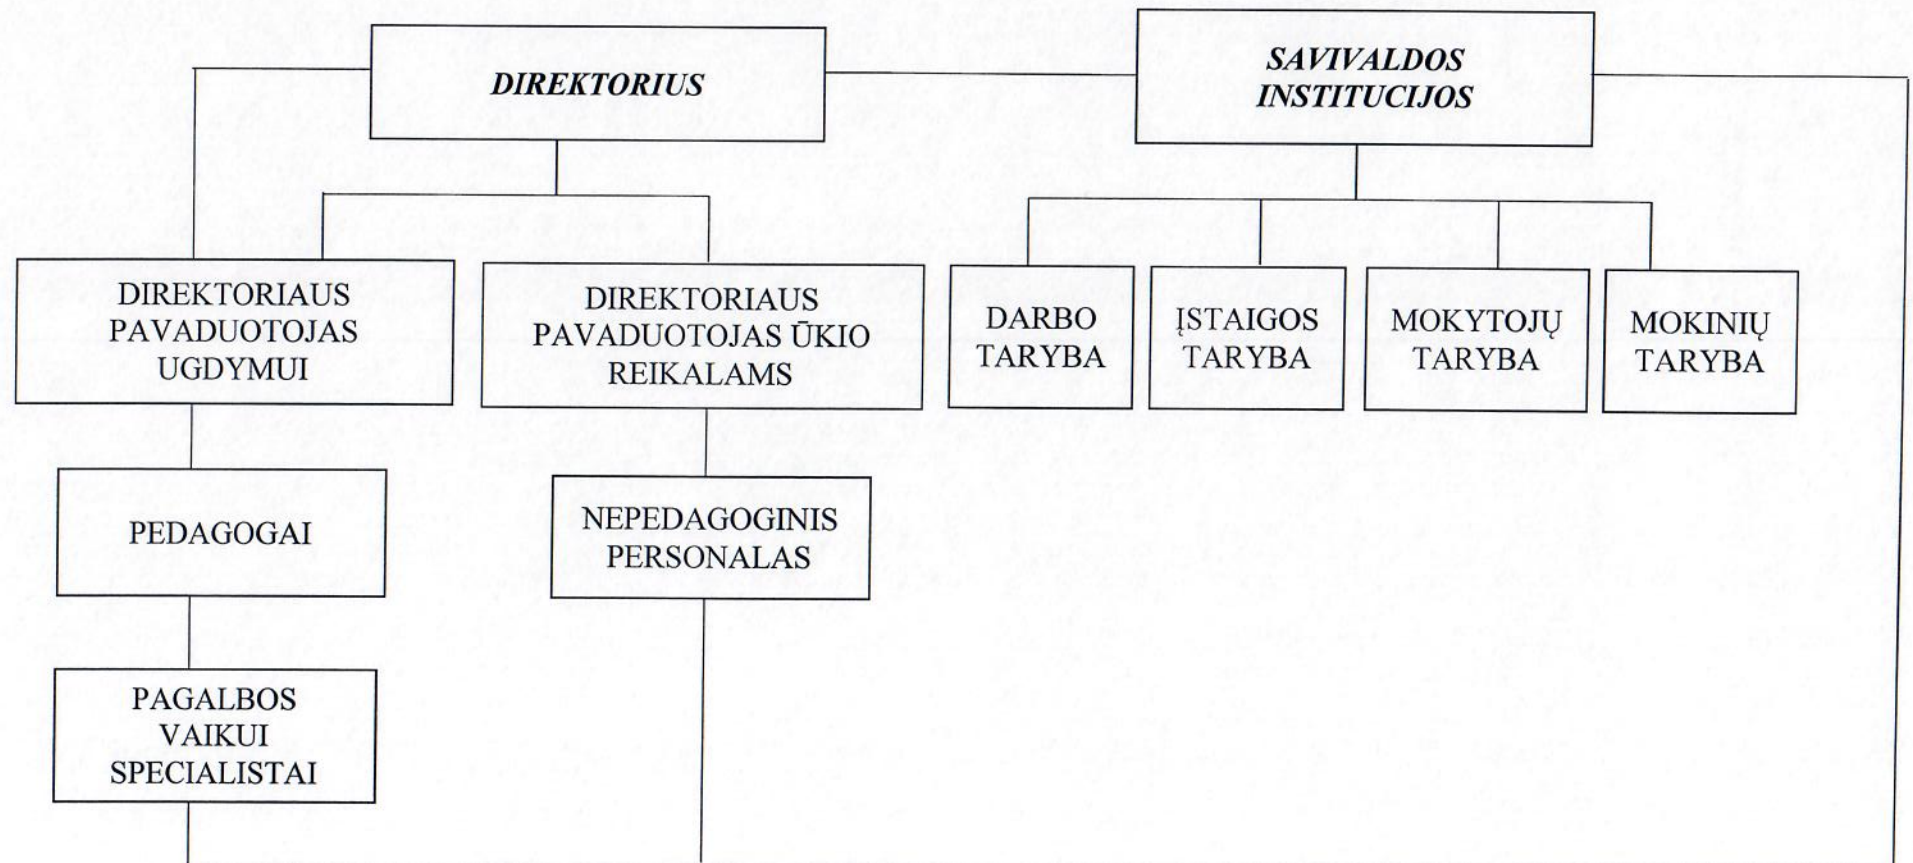 DIREKTORIUS
SAVIVALDOS
INSTITUCIJOS
DIREKTORIAUS
PAVADUOTOJAS
UGDYMUI
DIREKTORIAUS
PAVADUOTOJAS ŪKIO
REIKALAMS
DARBO
TARYBA
ĮSTAIGOS
TARYBA
MOKYTOJŲ
TARYBA
MOKINIŲ
TARYBA
PEDAGOGAI
NEPEDAGOGINIS
PERSONALAS
PAGALBOS
VAIKUI
SPECIALISTAI